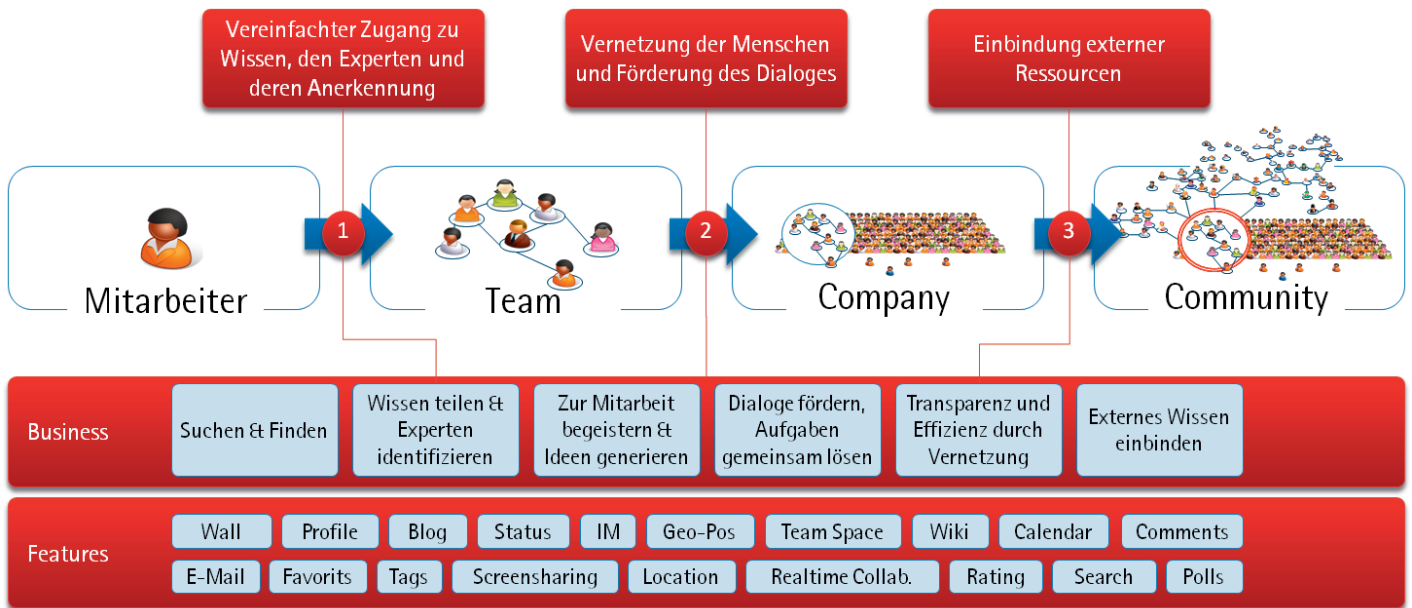 Vereinfachter Zugang zu
Wissen, den Experten und
deren Anerkennung
Vernetzung der Menschen
und Förderung des Dialoges
Einbindung externer
Ressourcen
1
2
3
Mitarbeiter
Team
Company
Community
Business
Suchen & Finden
Wissen teilen &
Experten
identifizieren
Zur Mitarbeit
begeistern &
Ideen generieren
Dialoge fördern,
Aufgaben
gemeinsam lösen
Transparenz und
Effizienz durch
Vernetzung
Externes Wissen
einbinden
Features
Wall
Profile
Blog
Status
IM
Geo-Pos
Team Space
Wiki
Calendar
Comments
E-Mail
Favorits
Tags
Screensharing
Location
Realtime Collab.
Rating
Search
Polls